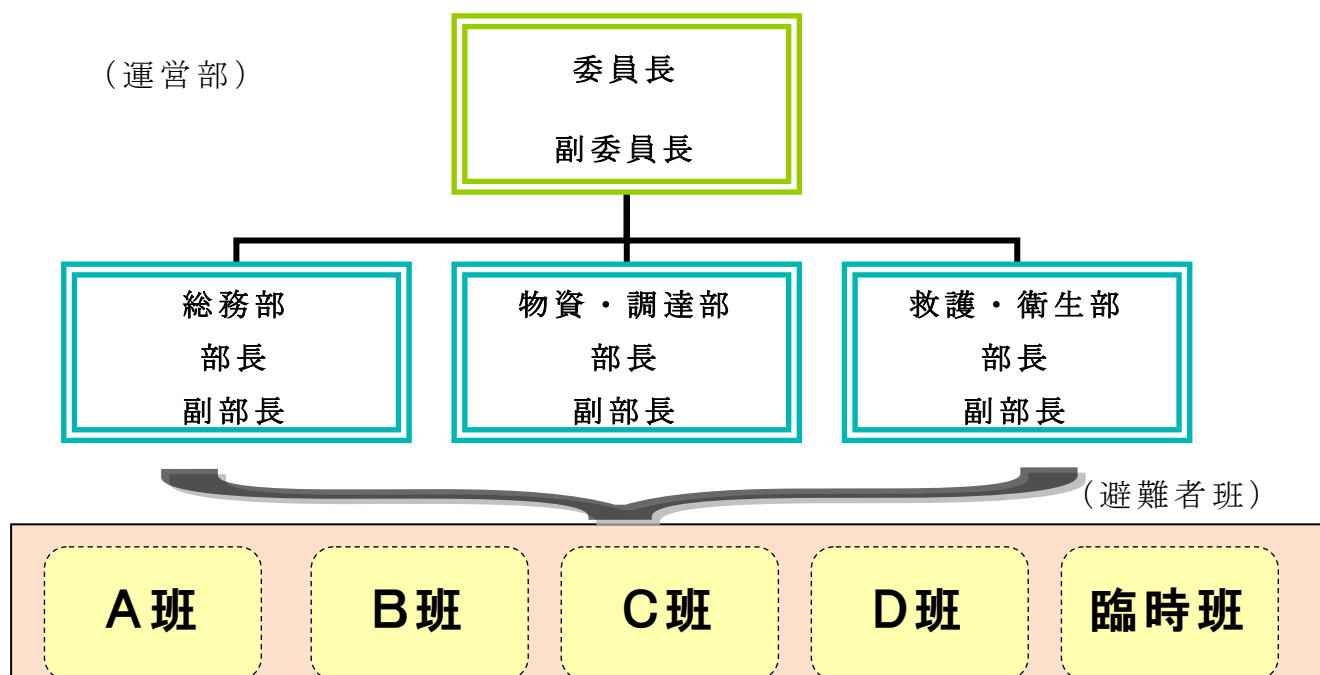 (運営部)
委員長
副委員長
総務部
部長
副部長
物資・調達部
部長
副部長
救護・衛生部
部長
副部長
(避難者班)
A班
B班
C班
D班
臨時班